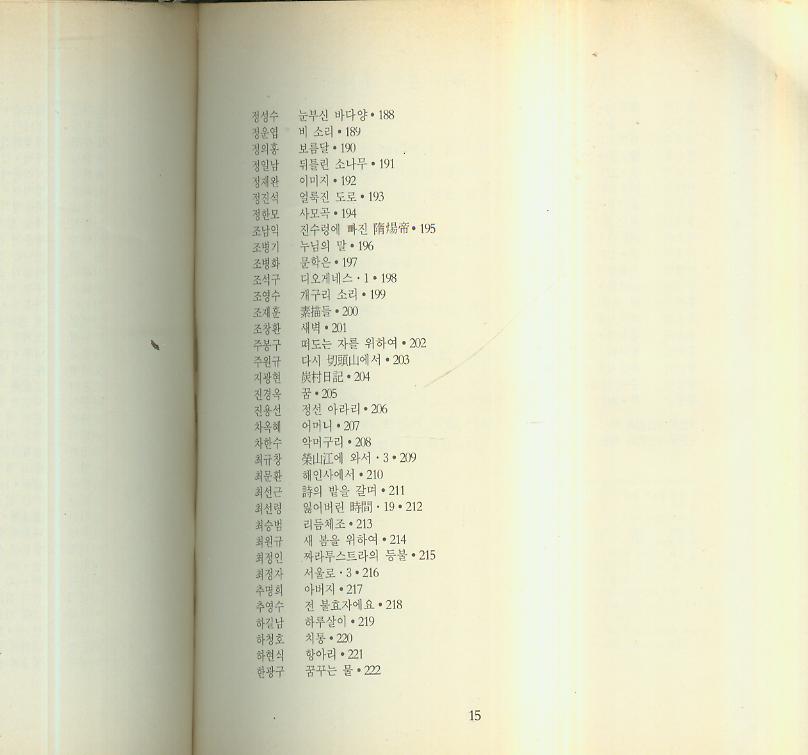 정성수 눈부신 바다양 • 188
정운엽 비 소리 • 189
정의홍 보름달 • 190
정일남 뒤틀린 소나무 • 191
정재완 이미지 • 192
정진석 얼룩진 도로 • 193
정한모 사모곡 • 194
조남익 진수렁에 빠진 隋煬帝 • 195
조병기 누님의 말 • 196
조병화 문학은 • 197
조석구 디오게네스 · 1 • 198
조영수 개구리 소리 • 199
조재훈 素描들 • 200
조창환 새벽 • 201
주봉구 떠도는 자를 위하여 • 202
주원규 다시 切頭山에서 • 203
지광현 炭村日記 • 204
진경옥 꿈 • 205
진용선 정선 아라리 • 206
차옥혜 어머니 • 207
차한수 악머구리 • 208
최규창 榮山江에 와서 · 3 • 209
최문환 해인사에서 • 210
최선근 詩의 밭을 갈며 • 211
최선령 잃어버린 時間 · 19 • 212
최승범 리듬체조 • 213
최원규 새 봄을 위하여 • 214
최정인 짜라투스트라의 등불 • 215
최정자 서울로 · 3 • 216
추명희 아버지 • 217
추영수 전 불효자에요 • 218
하길남 하루살이 • 219
하청호 치통 • 220
하현식 항아리 • 221
한광구 꿈꾸는 물 • 222
15